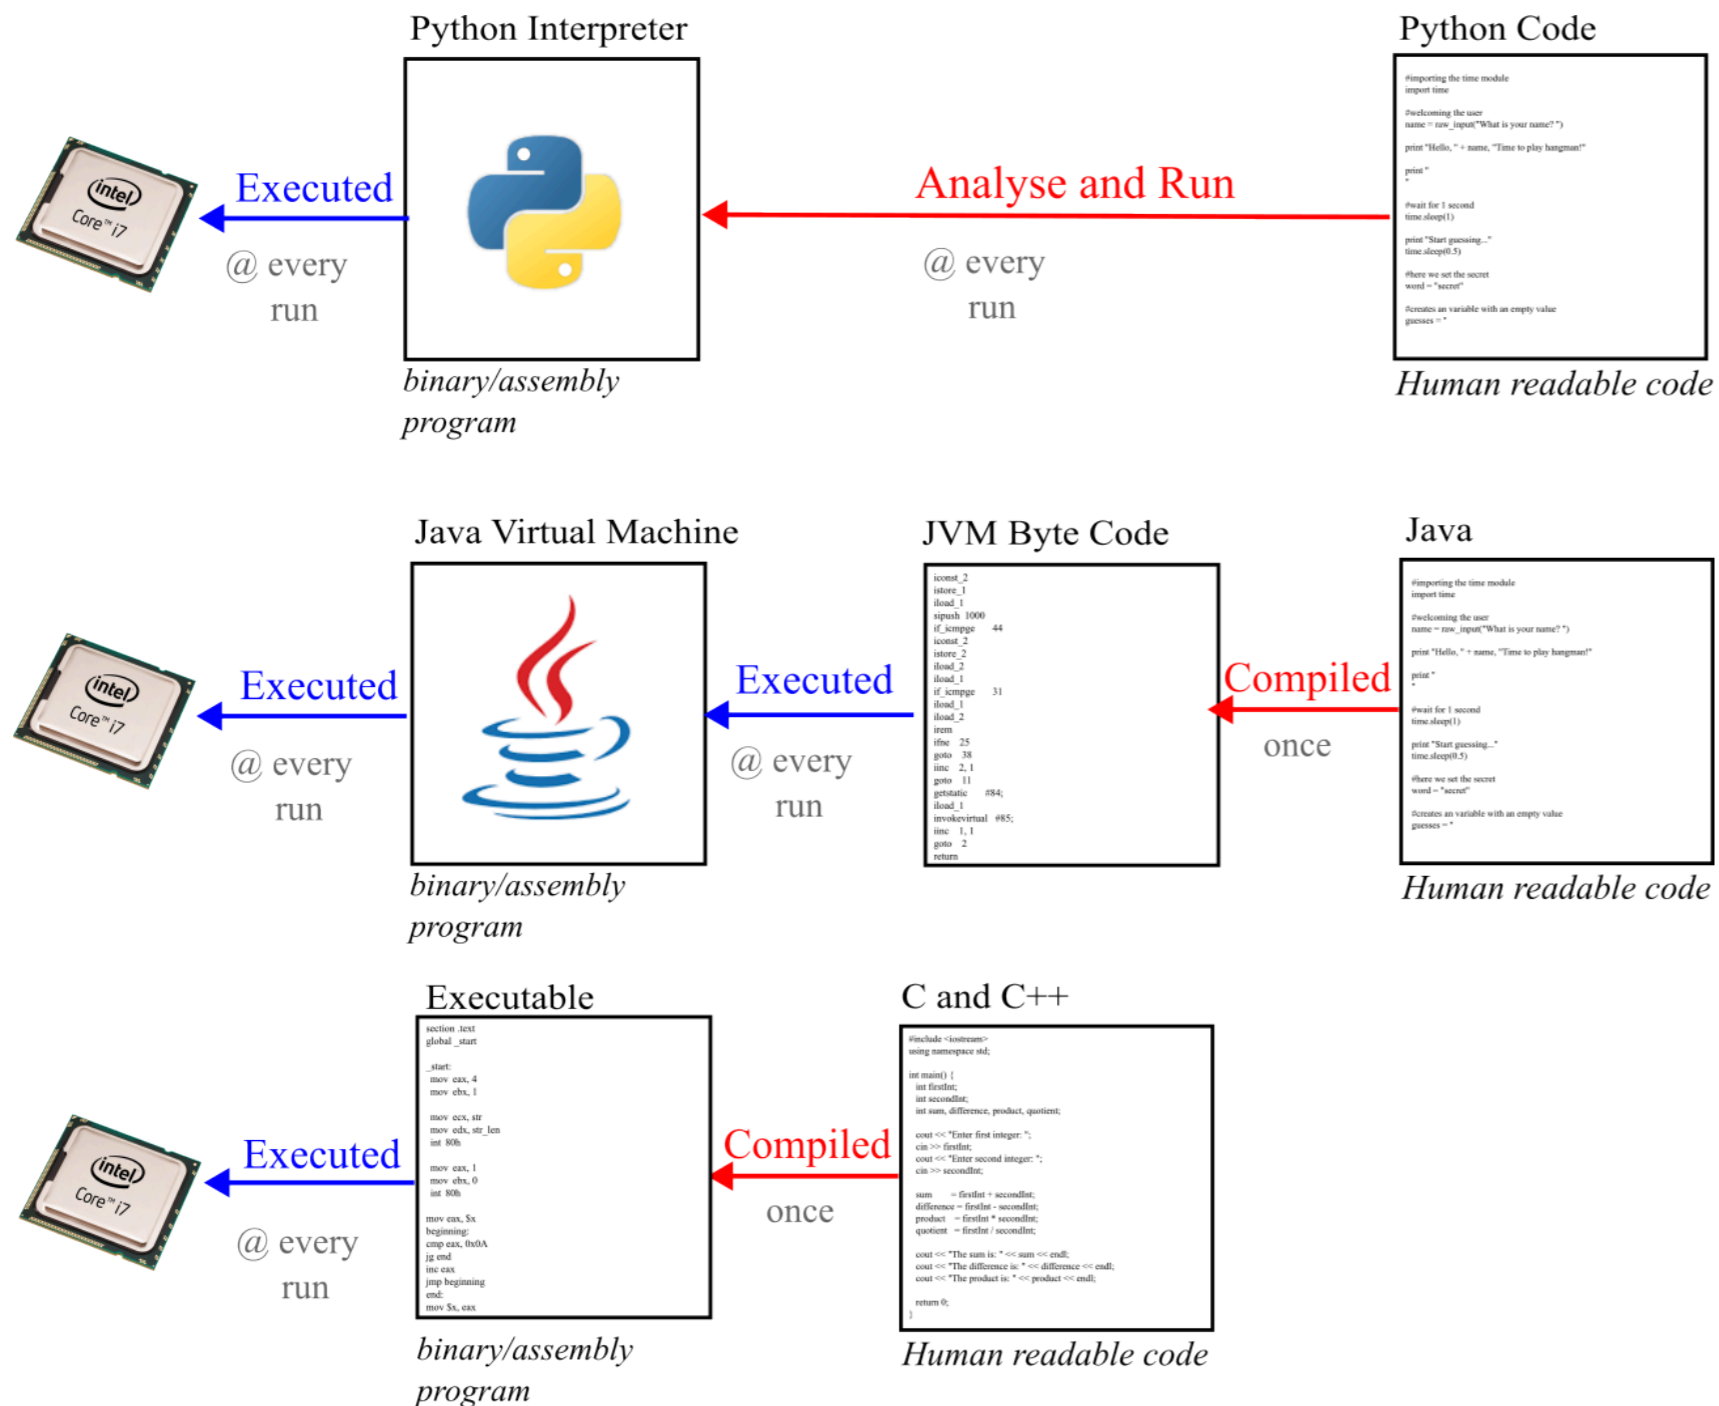 Python Interpreter
Python Code
#importing the time module
import time
#welcoming the user
name = raw_input("What is your name? ")
print "Hello, " + name, "Time to play hangman!"
print "
"
#wait for 1 second
time.sleep(1)
print "Start guessing..."
time.sleep(0.5)
#here we set the secret
word = "secret"
#creates an variable with an empty value
guesses = ''
intel
Core™ i7
Executed
@ every
run
Analyse and Run
@ every
run
binary/assembly
program
Human readable code
Java Virtual Machine
JVM Byte Code
Java
iconst_2
istore_1
iload_1
sipush 1000
if_icmpge 44
iconst_2
istore_2
iload_2
iload_1
if_icmpge 31
iload_1
iload_2
irem
ifne 25
goto 38
iinc 2, 1
goto 11
getstatic #84;
iload_1
invokevirtual #85;
iinc 1, 1
goto 2
return
#importing the time module
import time
#welcoming the user
name = raw_input("What is your name? ")
print "Hello, " + name, "Time to play hangman!"
print "
"
#wait for 1 second
time.sleep(1)
print "Start guessing..."
time.sleep(0.5)
#here we set the secret
word = "secret"
#creates an variable with an empty value
guesses = ''
intel
Core™ i7
Executed
@ every
run
Executed
@ every
run
Compiled
once
binary/assembly
program
Human readable code
Executable
C and C++
section .text
global _start
_start:
mov eax, 4
mov ebx, 1
mov ecx, str
mov edx, str_len
int 80h
mov eax, 1
mov ebx, 0
int 80h
mov eax, $x
beginning:
cmp eax, 0x0A
jg end
inc eax
jmp beginning
end:
mov $x, eax
#include <iostream>
using namespace std;
int main() {
int firstInt;
int secondInt;
int sum, difference, product, quotient;
cout << "Enter first integer: ";
cin >> firstInt;
cout << "Enter second integer: ";
cin >> secondInt;
sum = firstInt + secondInt;
difference = firstInt - secondInt;
product = firstInt * secondInt;
quotient = firstInt / secondInt;
cout << "The sum is: " << sum << endl;
cout << "The difference is: " << difference << endl;
cout << "The product is: " << product << endl;
return 0;
}
intel
Core™ i7
Executed
@ every
run
Compiled
once
binary/assembly
program
Human readable code